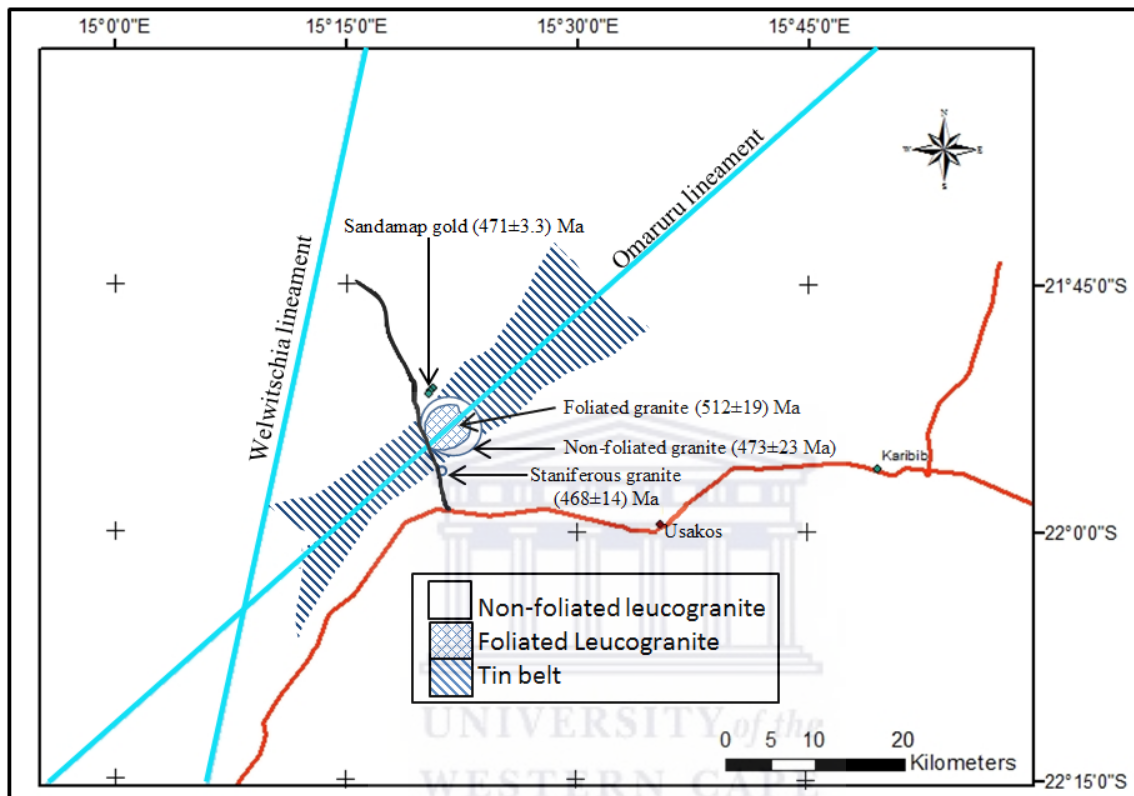 15°0'0"E 15°15'0"E 15°30'0"E 15°45'0"E
N
W E
S
Omaruru lineament
Sandamap gold (471±3.3) Ma
21°45'0"S
Welwitschia lineament
Foliated granite (512±19) Ma
Non-foliated granite (473±23 Ma)
Karibib
Staniferous granite
(468±14) Ma
Usakos
22°0'0"S
Non-foliated leucogranite
Foliated Leucogranite
Tin belt
UNIVERSITY of the
WESTERN CAPE
0 5 10 20
Kilometers
22°15'0"S